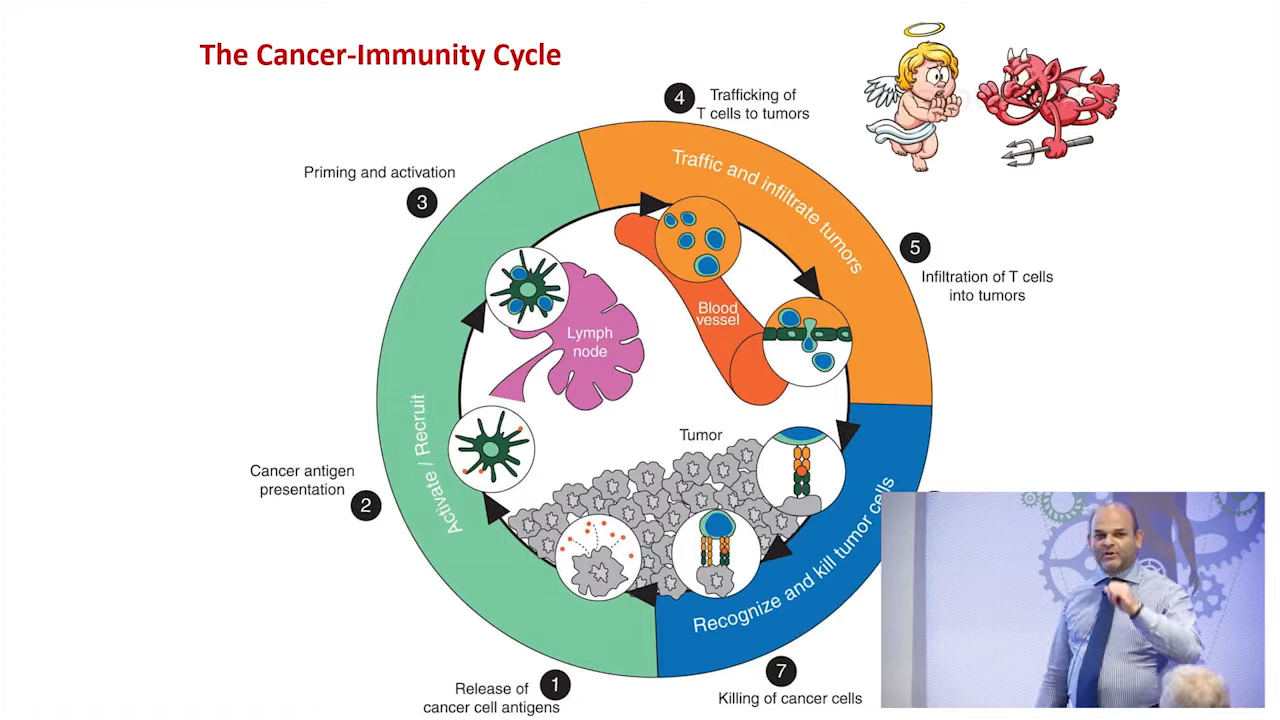 The Cancer-Immunity Cycle
4
Trafficking of
T cells to tumors
Priming and activation
3
Traffic and infiltrate tumors
5
Infiltration of T cells
into tumors
Blood
vessel
Lymph
node
Activate / Recruit
Tumor
Cancer antigen
presentation
2
Recognize and kill tumor cells
7
Killing of cancer cells
Release of
cancer cell antigens
1